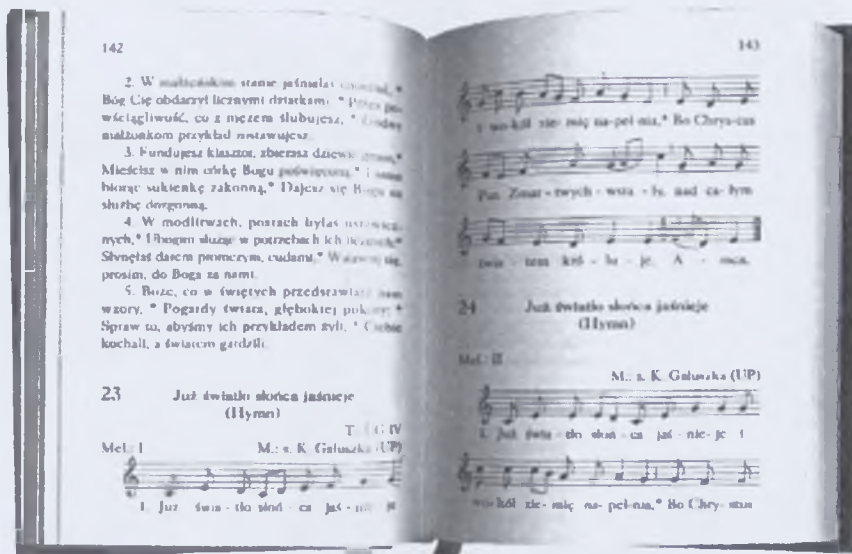 142
2. W małżeńskim stanie jaśniałaś *
Bóg Cię obdarzył licznymi dziatkami. * Przez po-
wściągliwość, co z mężem ślubujesz, *
małżonkom przykład zostawujesz.
3. Fundujesz klasztor, zbierasz dziewic *
Mieścisz w nim córkę Bogu poświęconą. * I
biorąc sukienkę zakonną,* Dajesz się Bogu na
służbę dozgonną.
4. W modlitwach, postach byłaś ustawicz-
nych,* Ubogim służąc w potrzebach ich *
Słynęłaś darem proroczym, cudami,* Wstawiaj się,
prosim, do Boga za nami.
5. Boże, co w świętych przedstawiasz nam
wzory, * Pogardy świata, głębokiej pokory: *
Spraw to, abyśmy ich przykładem żyli, * Ciebie
kochali, a światem gardzili.
23 Już światło słońca jaśnieje
(Hymn)
T.: IV
Mel.: I M.: s. K. Gałuszka (UP)
1. Już świa - tło słoń - ca jaś - nie - je
143
i wo-kół zie- mię na-peł-nia,* Bo Chrys-tus
Pan Zmar-twych - wsta - ły, nad ca-łym
świa - tem kró - lu - je. A - men.
24 Już światło słońca jaśnieje
(Hymn)
Mel.: II
M.: s. K. Gałuszka (UP)
1. Już świa - tło słoń - ca jaś - nie- je i
wo-kół zie- mię na- peł-nia,* Bo Chry- stus